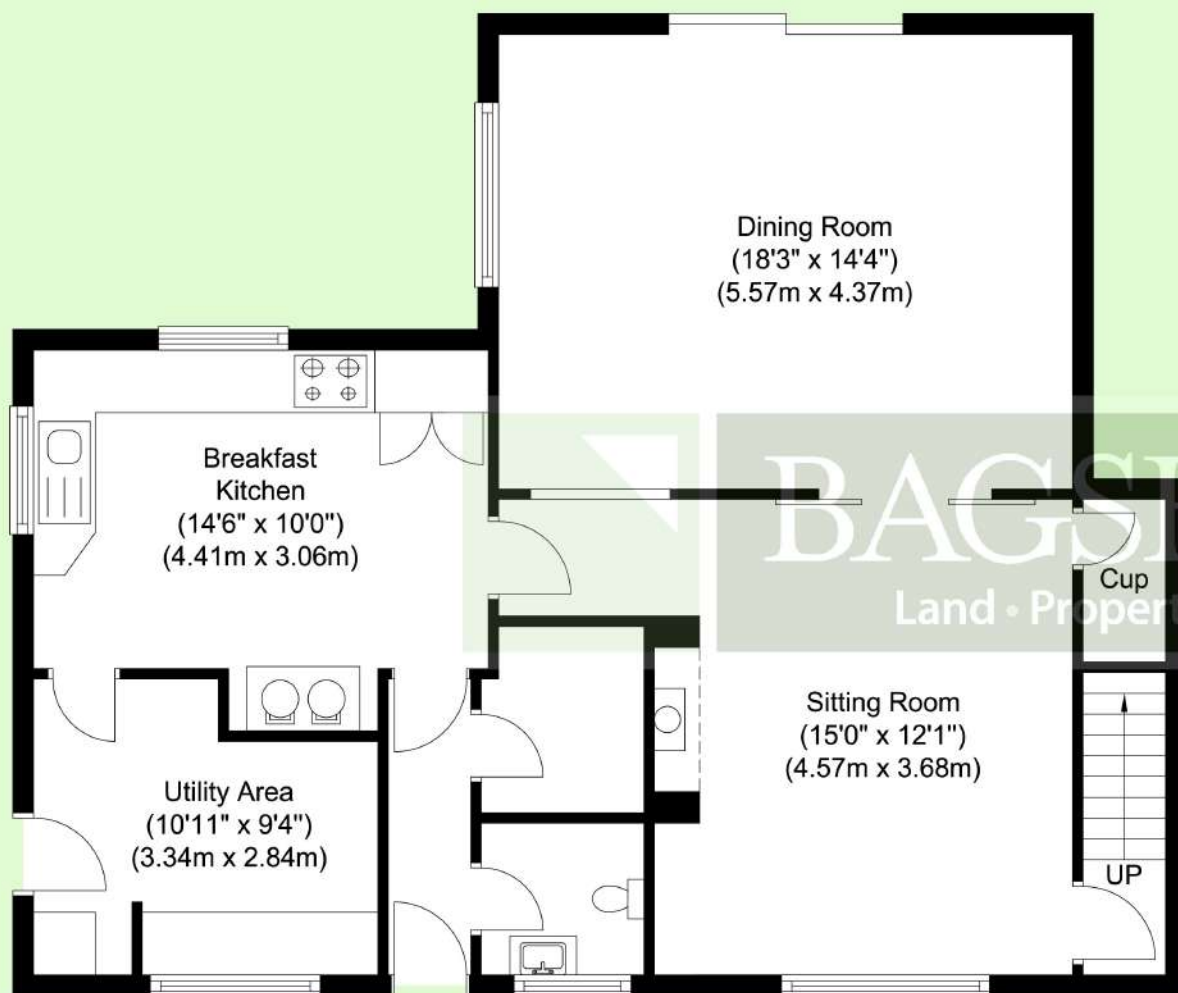 Dining Room
(18'3" x 14'4")
(5.57m x 4.37m)
Breakfast
Kitchen
(14'6" x 10'0")
(4.41m x 3.06m)
Cup
Sitting Room
(15'0" x 12'1")
(4.57m x 3.68m)
Utility Area
(10'11" x 9'4")
(3.34m x 2.84m)
UP
Land